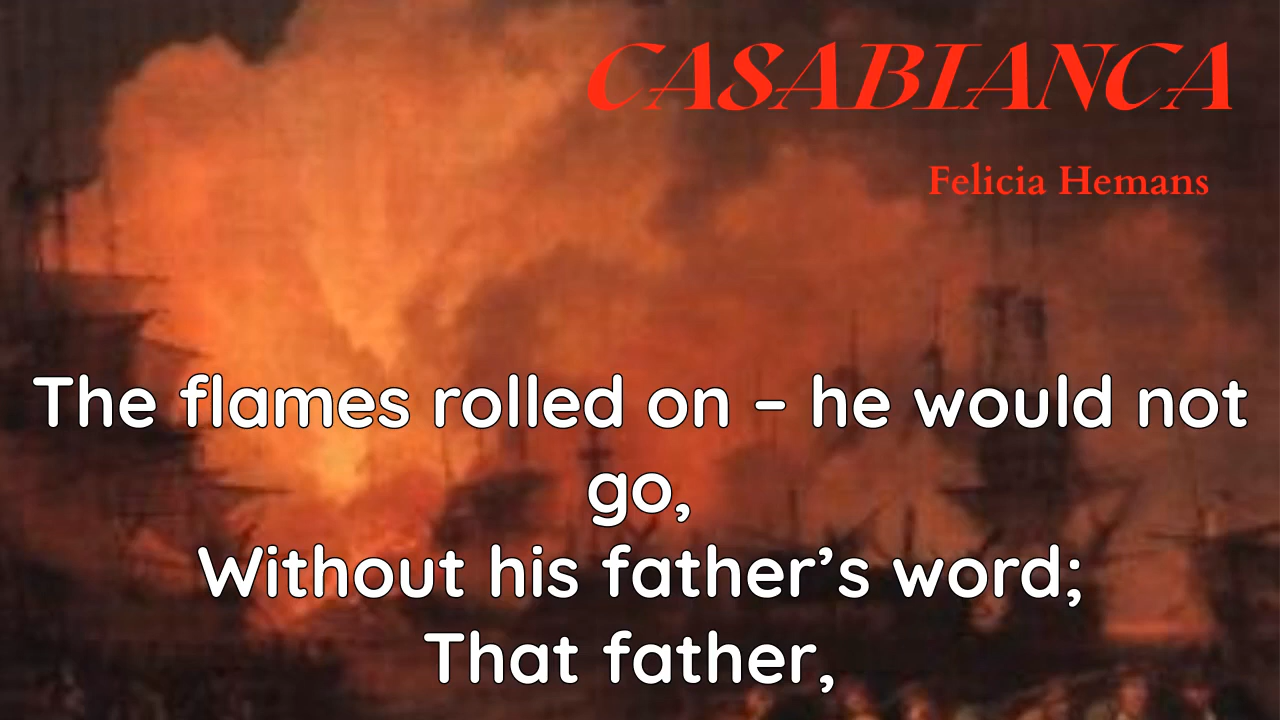 CASABIANCA
Felicia Hemans
The flames rolled on – he would not
go,
Without his father’s word;
That father,